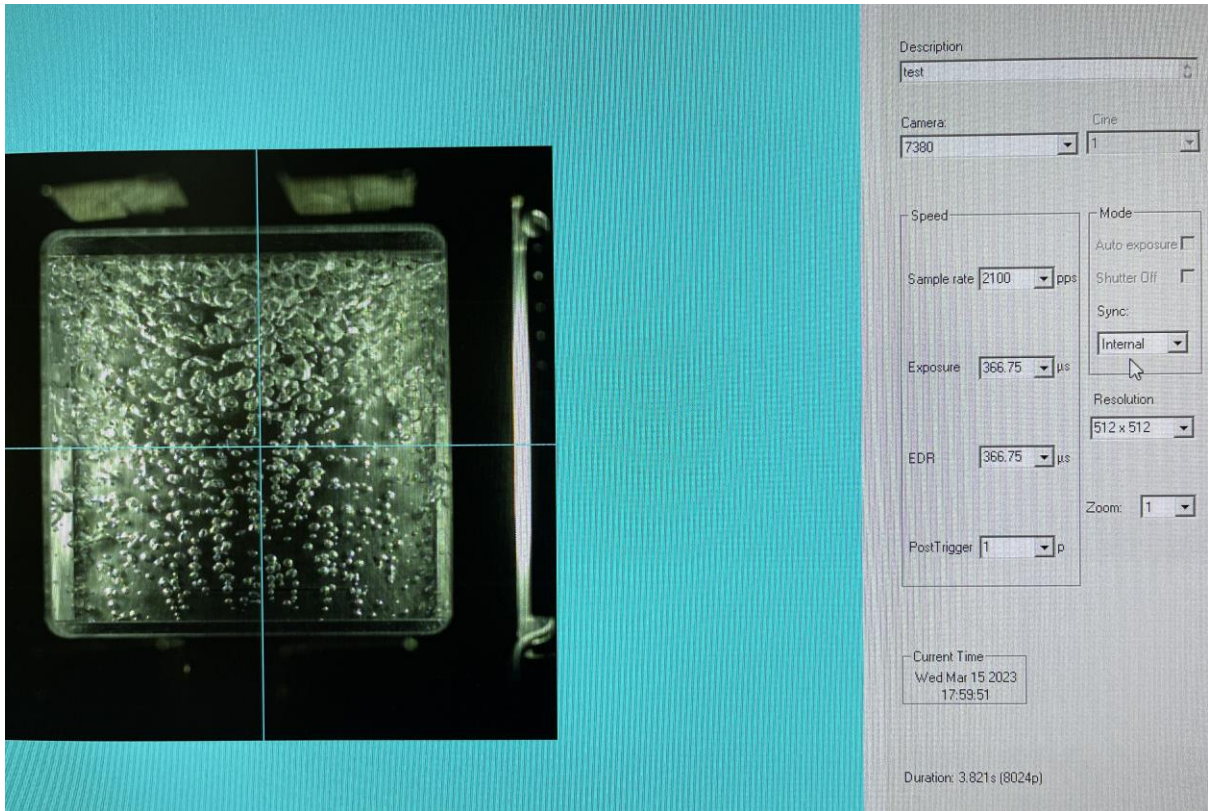 Description
test
Camera:
Cine
7380
1
Speed
Sample rate 2100 pps
Exposure 366.75 µs
EDR 366.75 µs
PostTrigger 1 p
Mode
Auto exposure
Shutter Off
Sync:
Internal
Resolution
512 x 512
Zoom: 1
Current Time
Wed Mar 15 2023
17:59:51
Duration: 3.821s (8024p)